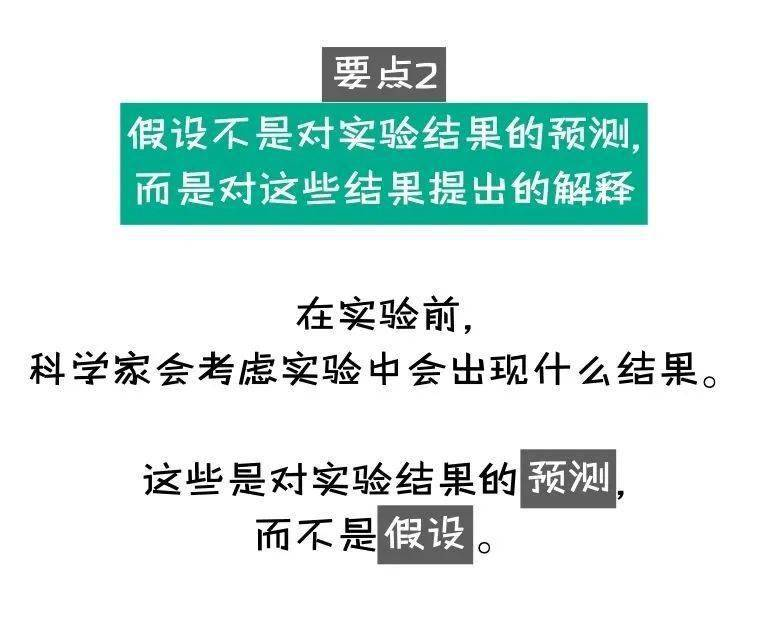 要点2
假设不是对实验结果的预测,
而是对这些结果提出的解释
在实验前,
科学家会考虑实验中会出现什么结果。
这些是对实验结果的预测,
而不是假设。